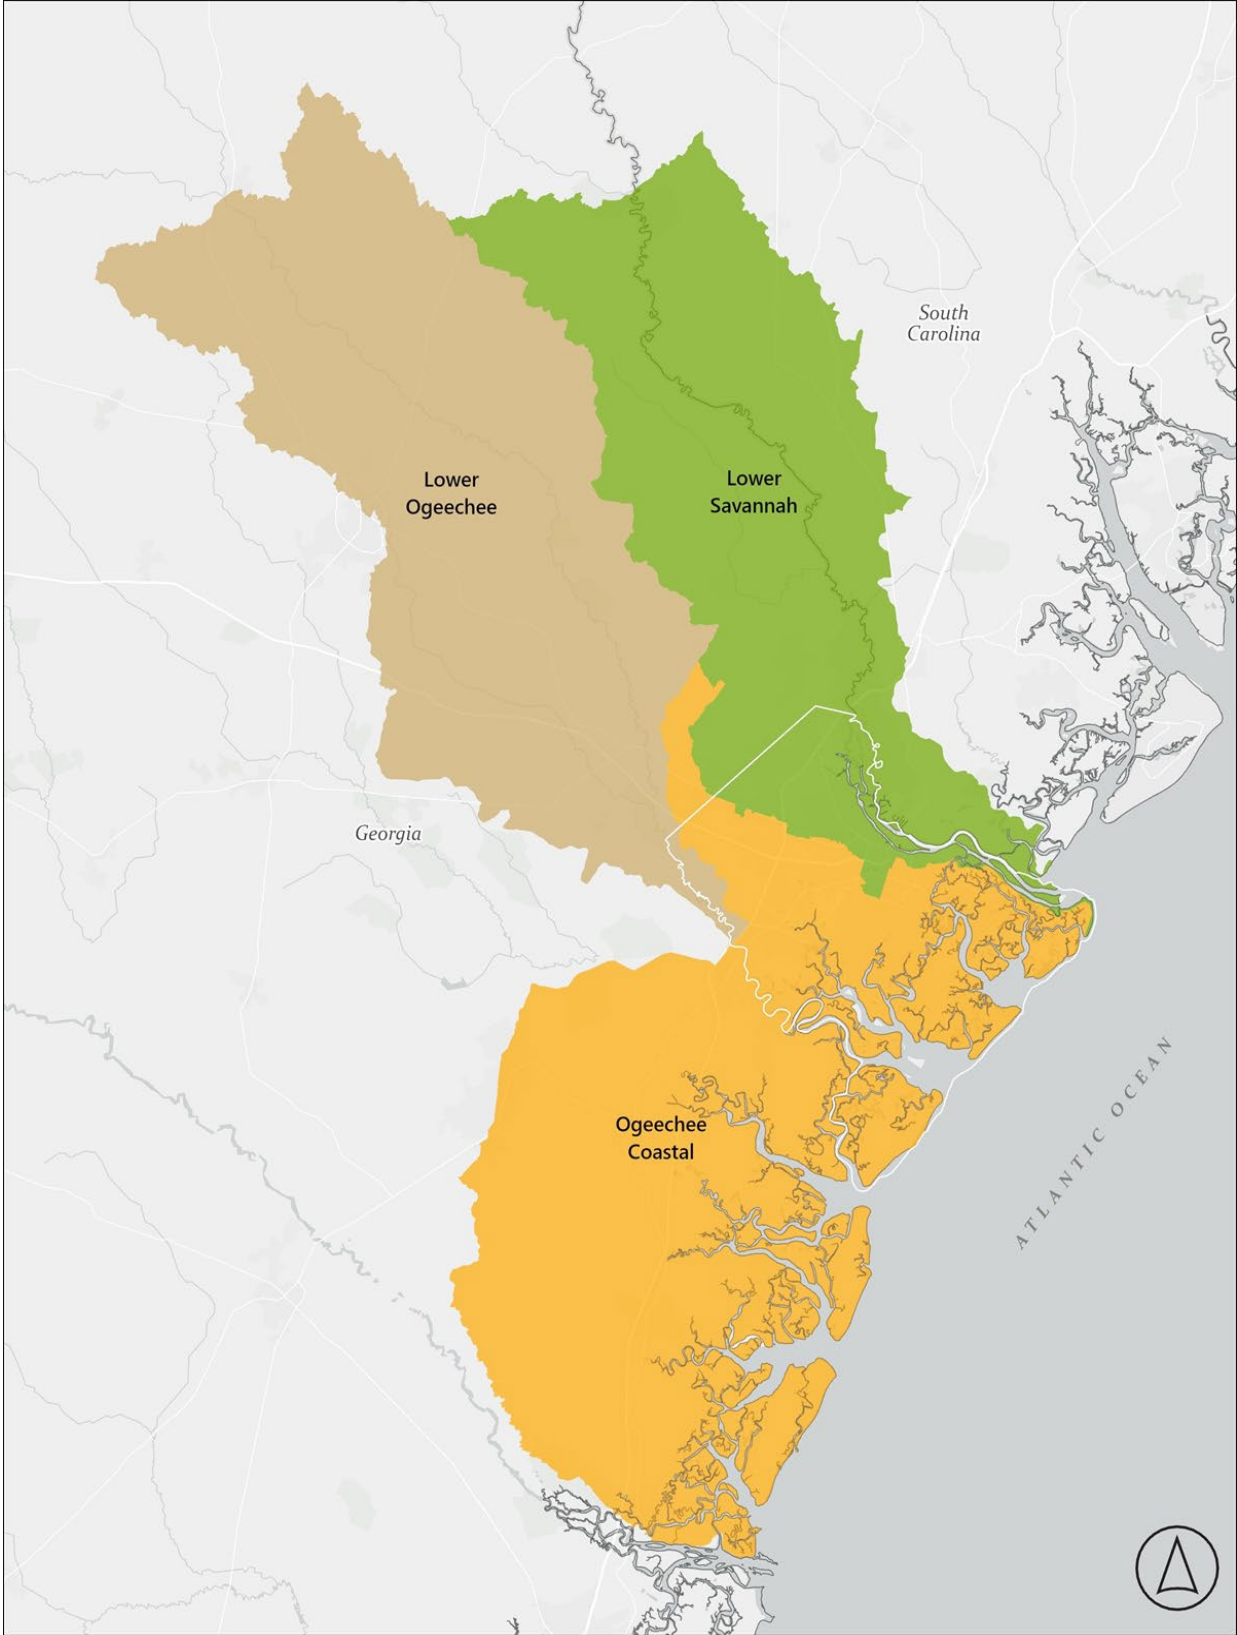 South
Carolina
Lower
Ogeechee
Lower
Savannah
Georgia
Ogeechee
Coastal
ATLANTIC OCEAN